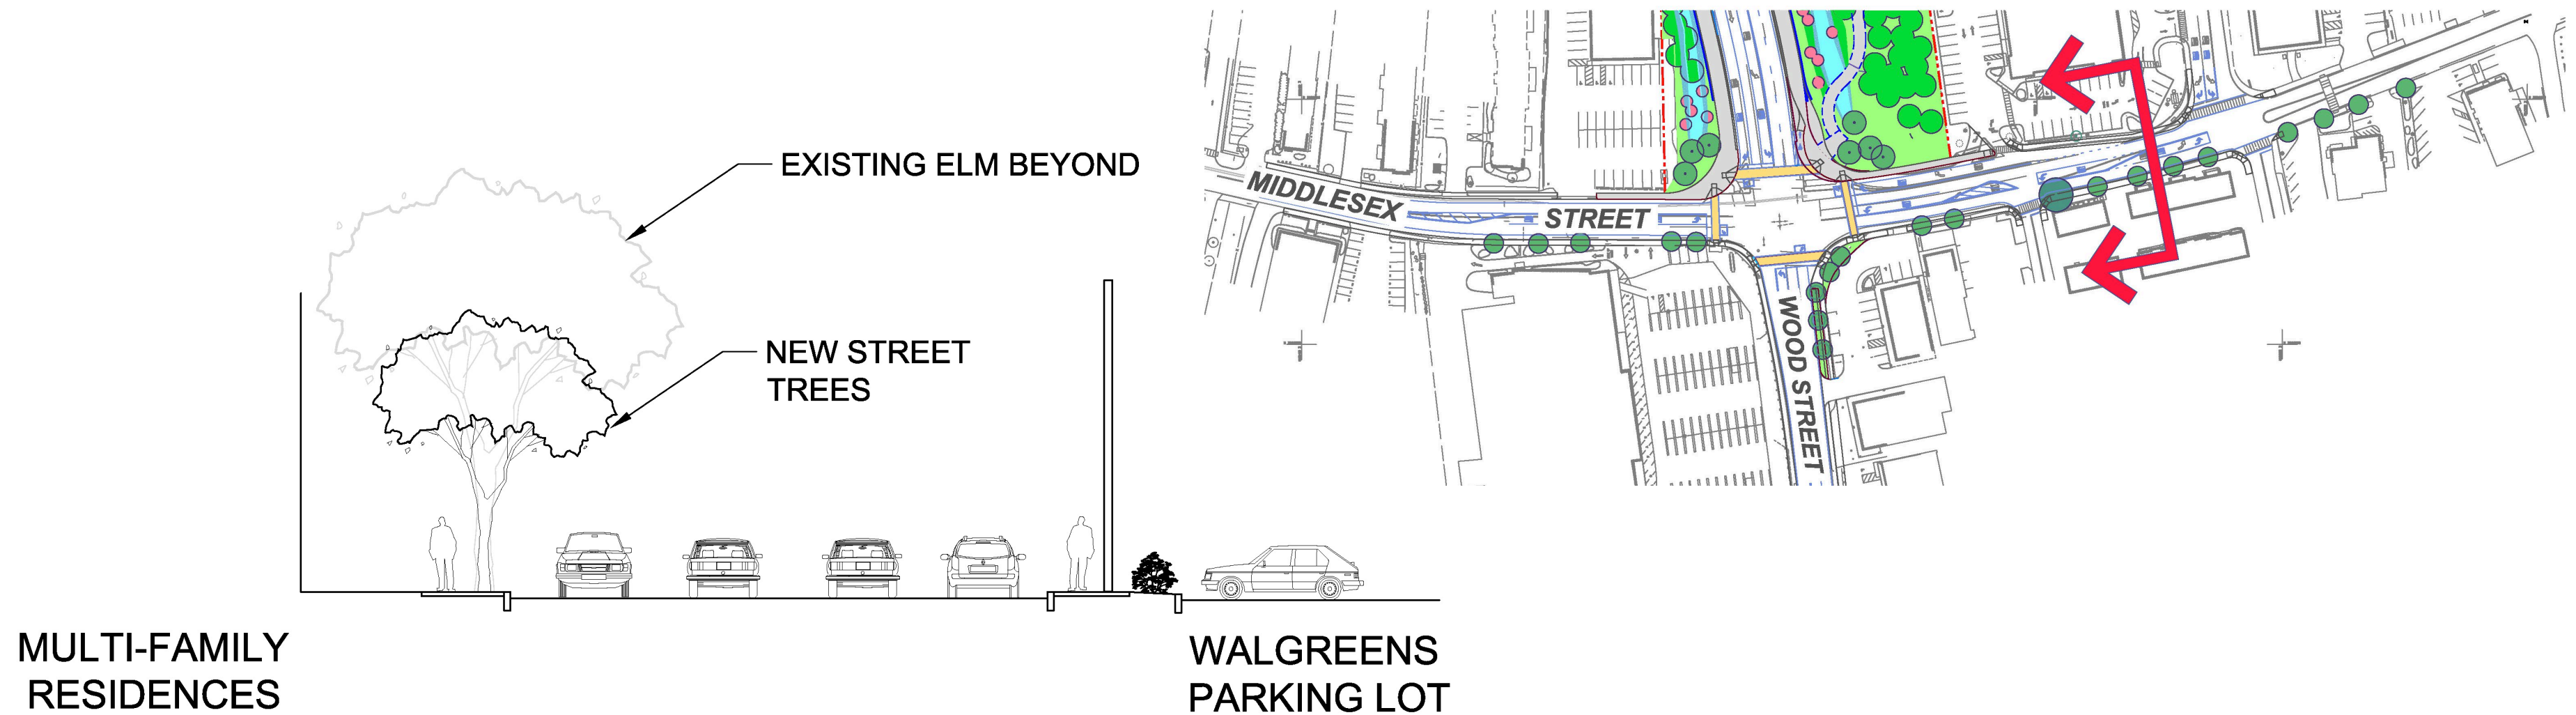 EXISTING ELM BEYOND
NEW STREET
TREES
MULTI-FAMILY
RESIDENCES
WALGREENS
PARKING LOT
MIDDLESEX
STREET
WOOD STREET